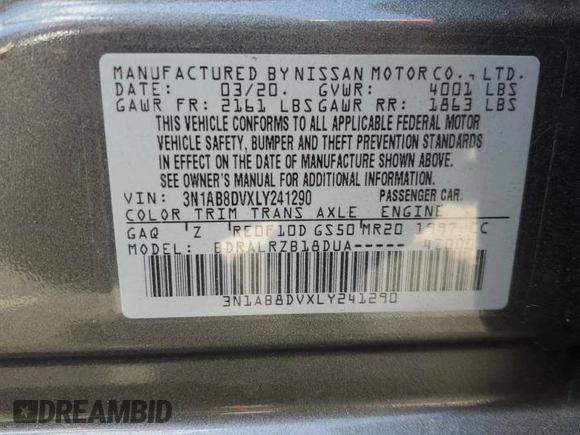 MANUFACTURED BY NISSAN MOTOR CO., LTD.
DATE: 03/20. GVWR: 4001 LBS
GAWR FR: 2161 LBS GAWR RR: 1863 LBS
THIS VEHICLE CONFORMS TO ALL APPLICABLE FEDERAL MOTOR
VEHICLE SAFETY, BUMPER AND THEFT PREVENTION STANDARDS
IN EFFECT ON THE DATE OF MANUFACTURE SHOWN ABOVE.
SEE OWNER'S MANUAL FOR ADDITIONAL INFORMATION.
VIN: 3N1AB8DVXLY241290 PASSENGER CAR.
COLOR TRIM TRANS AXLE ENGINE
GAQ Z RE0F10D GS50 MR20 1997 CC
MODEL: BDRALRZB18DUA-----
3N1AB8DVXLY241290
DREAMBID